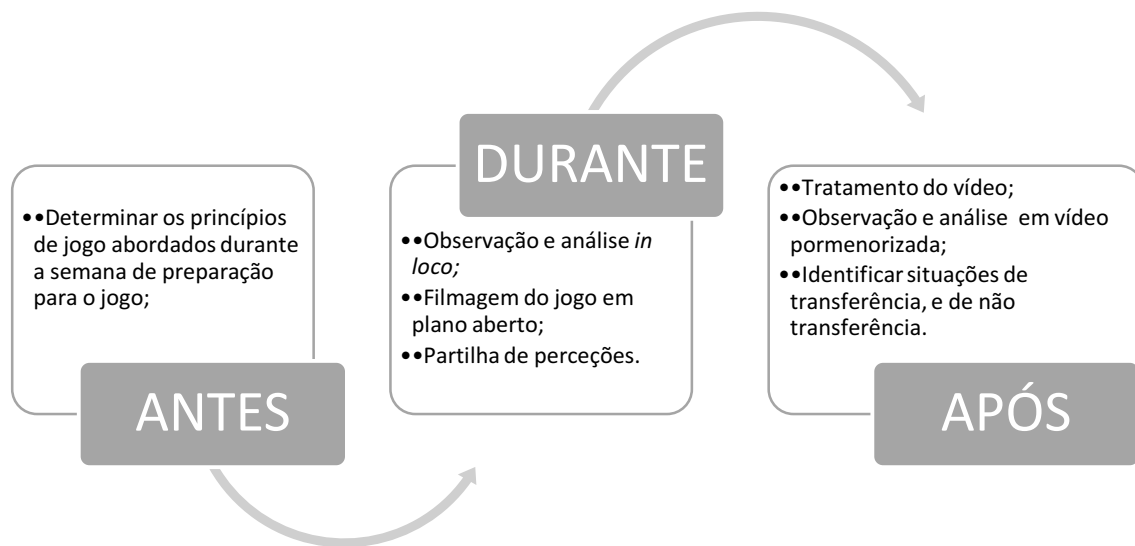 ••Determinar os princípios
de jogo abordados durante
a semana de preparação
para o jogo;
ANTES
DURANTE
••Observação e análise in
loco;
••Filmagem do jogo em
plano aberto;
••Partilha de perceções.
••Tratamento do vídeo;
••Observação e análise em vídeo
pormenorizada;
••Identificar situações de
transferência, e de não
transferência.
APÓS